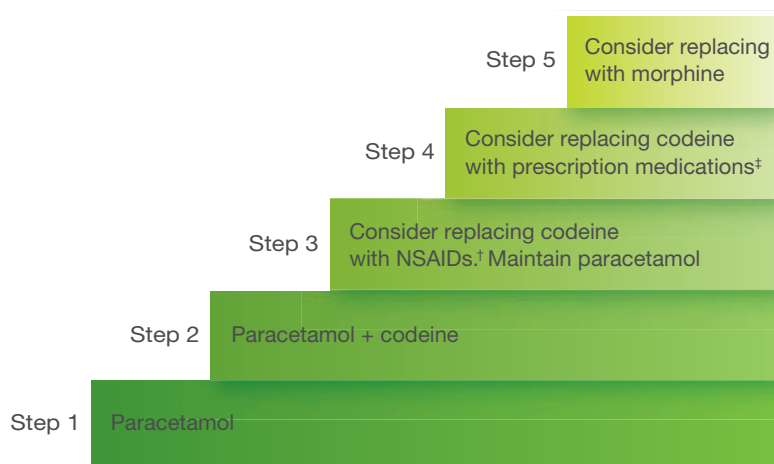 Step 5
Consider replacing
with morphine
Step 4
Consider replacing codeine
with prescription medications‡
Step 3
Consider replacing codeine
with NSAIDs.† Maintain paracetamol
Step 2
Paracetamol + codeine
Step 1
Paracetamol